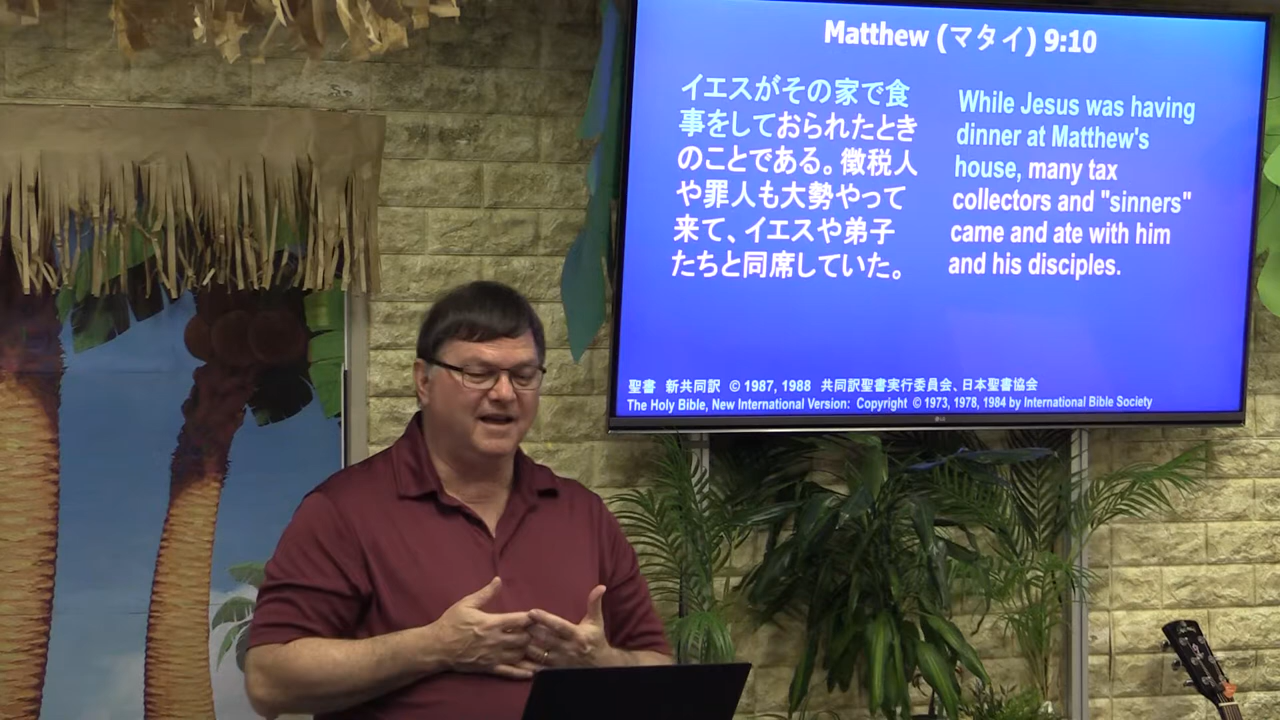 Matthew (マタイ) 9:10
イエスがその家で食
事をしておられたとき
のことである。徴税人
や罪人も大勢やって
来て、イエスや弟子
たちと同席していた。
While Jesus was having
dinner at Matthew's
house, many tax
collectors and "sinners"
came and ate with him
and his disciples.
聖書 新共同訳 © 1987, 1988 共同訳聖書実行委員会、日本聖書協会
The Holy Bible, New International Version: Copyright © 1973, 1978, 1984 by International Bible Society
LG